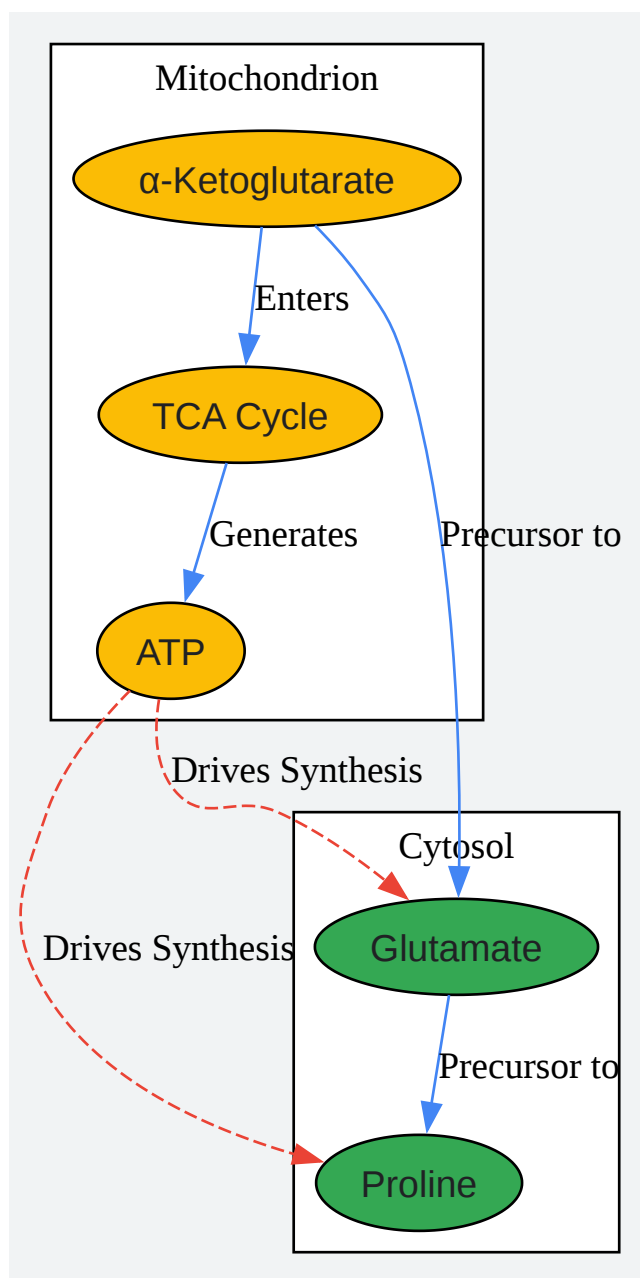 Mitochondrion
α-Ketoglutarate
Enters
TCA Cycle
Generates
Precursor to
ATP
Drives Synthesis
Cytosol
Drives Synthesis
Glutamate
Precursor to
Proline